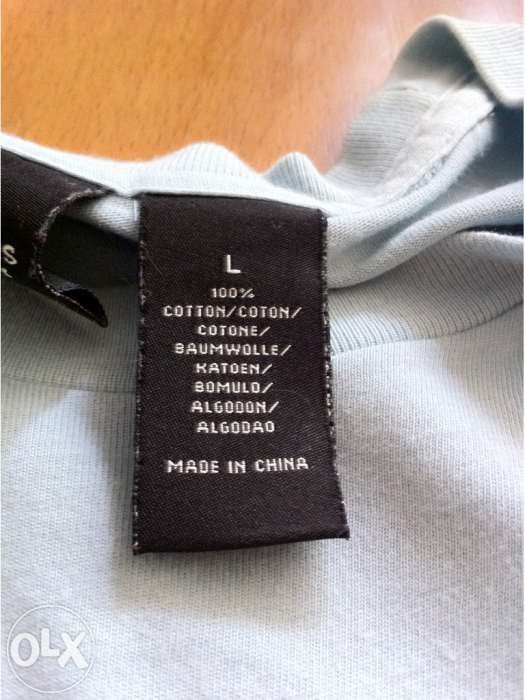 L
100%
COTTON/COTON/
COTONE/
BAUMWOLLE/
KATOEN/
BOMULD/
ALGODON/
ALGODAO
MADE IN CHINA
S
OLX